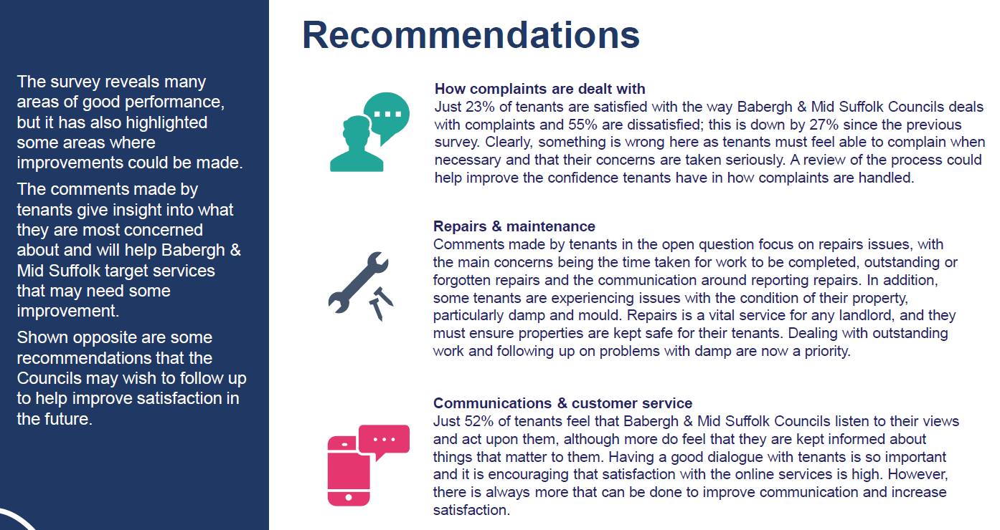 Recommendations
The survey reveals many
areas of good performance,
but it has also highlighted
some areas where
improvements could be made.
The comments made by
tenants give insight into what
they are most concerned
about and will help Babergh &
Mid Suffolk target services
that may need some
improvement.
Shown opposite are some
recommendations that the
Councils may wish to follow up
to help improve satisfaction in
the future.
How complaints are dealt with
Just 23% of tenants are satisfied with the way Babergh & Mid Suffolk Councils deals
with complaints and 55% are dissatisfied; this is down by 27% since the previous
survey. Clearly, something is wrong here as tenants must feel able to complain when
necessary and that their concerns are taken seriously. A review of the process could
help improve the confidence tenants have in how complaints are handled.
Repairs & maintenance
Comments made by tenants in the open question focus on repairs issues, with
the main concerns being the time taken for work to be completed, outstanding or
forgotten repairs and the communication around reporting repairs. In addition,
some tenants are experiencing issues with the condition of their property,
particularly damp and mould. Repairs is a vital service for any landlord, and they
must ensure properties are kept safe for their tenants. Dealing with outstanding
work and following up on problems with damp are now a priority.
Communications & customer service
Just 52% of tenants feel that Babergh & Mid Suffolk Councils listen to their views
and act upon them, although more do feel that they are kept informed about
things that matter to them. Having a good dialogue with tenants is so important
and it is encouraging that satisfaction with the online services is high. However,
there is always more that can be done to improve communication and increase
satisfaction.